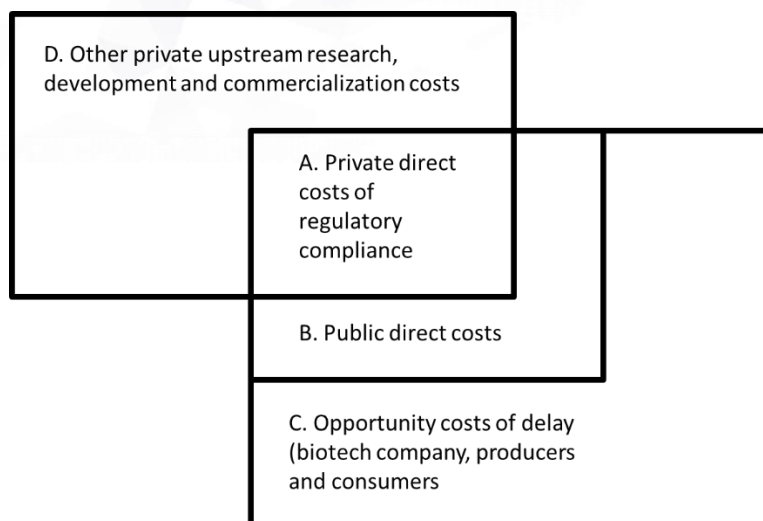 D. Other private upstream research,
development and commercialization costs
A. Private direct
costs of
regulatory
compliance
B. Public direct costs
C. Opportunity costs of delay
(biotech company, producers
and consumers